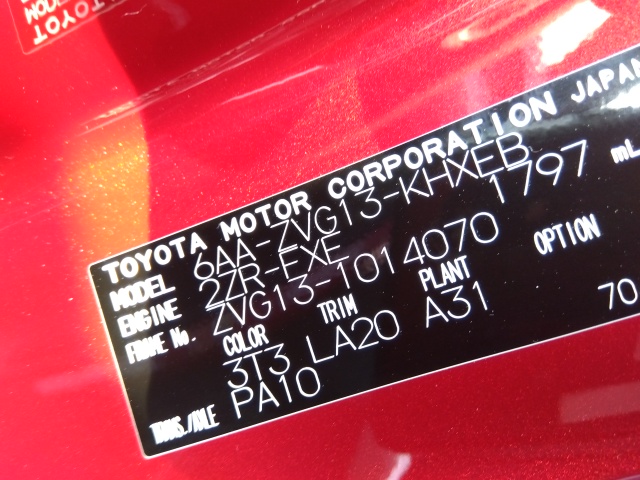 TOYOTA MOTOR CORPORATION JAPAN
MODEL 6AA-ZVG13-KHXEB
ENGINE 2ZR-FXE 1797 mL
FRAME No. ZVG13-1014070
COLOR TRIM PLANT OPTION
3T3 LA20 A31 70
TRANS./AXLE PA10